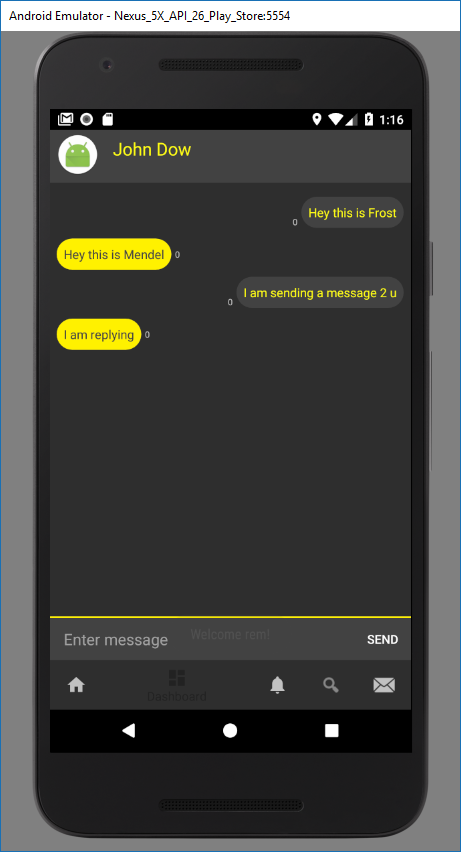 Android Emulator - Nexus_5X_API_26_Play_Store:5554
1:16
John Dow
0 Hey this is Frost
Hey this is Mendel 0
0 I am sending a message 2 u
I am replying 0
Welcome rem!
Enter message SEND
Dashboard